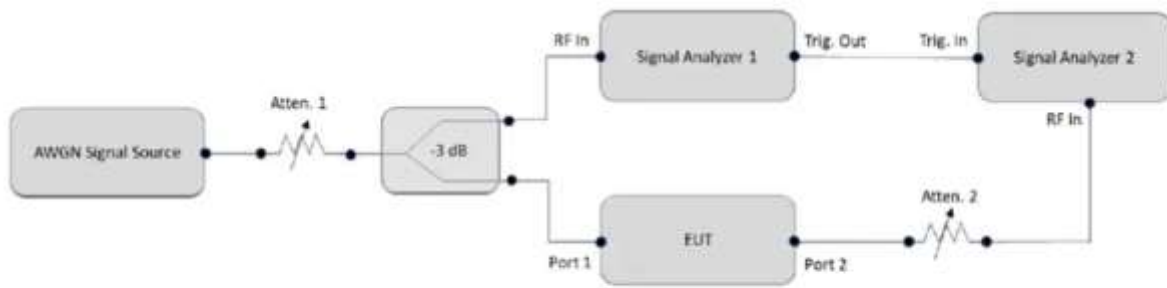 RF In
Signal Analyzer 1
Trig. Out
Trig. In
Signal Analyzer 2
RF In
Atten. 1
AWGN Signal Source
-3 dB
Atten. 2
EUT
Port 1
Port 2